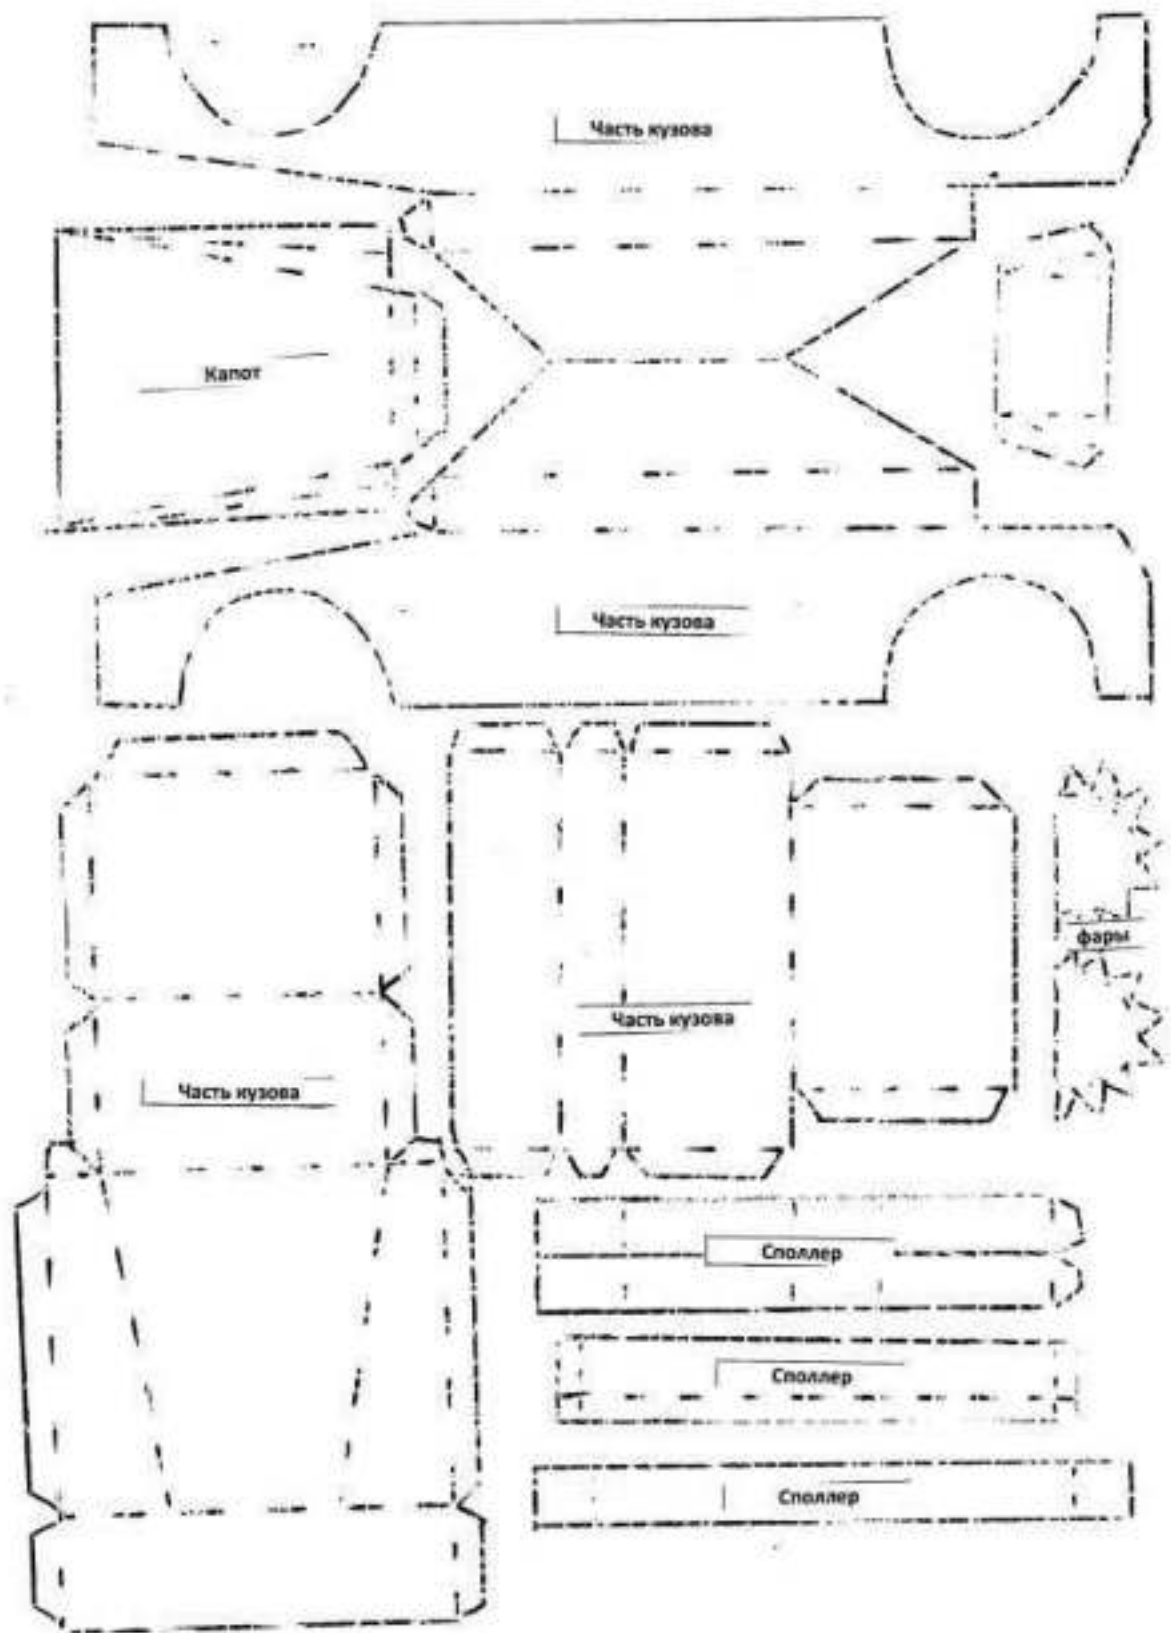 Часть кузова
Капот
Часть кузова
фары
Часть кузова
Часть кузова
Споллер
Споллер
Споллер